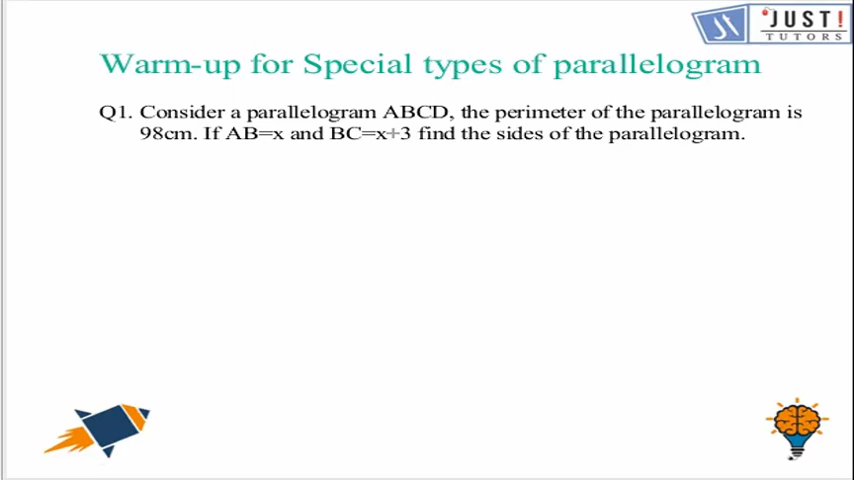 JUST!
TUTORS
Warm-up for Special types of parallelogram
Q1. Consider a parallelogram ABCD, the perimeter of the parallelogram is
98cm. If AB=x and BC=x+3 find the sides of the parallelogram.